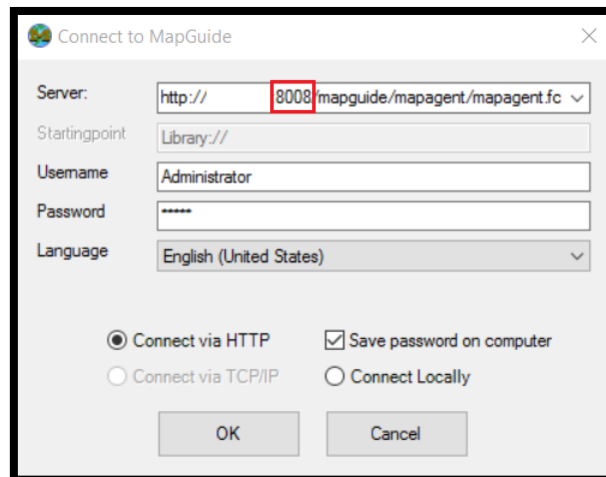 Connect to MapGuide
Server: http:// 8008/mapguide/mapagent/mapagent.fc
Startingpoint Library://
Username Administrator
Password *****
Language English (United States)
Connect via HTTP Save password on computer
Connect via TCP/IP Connect Locally
OK Cancel